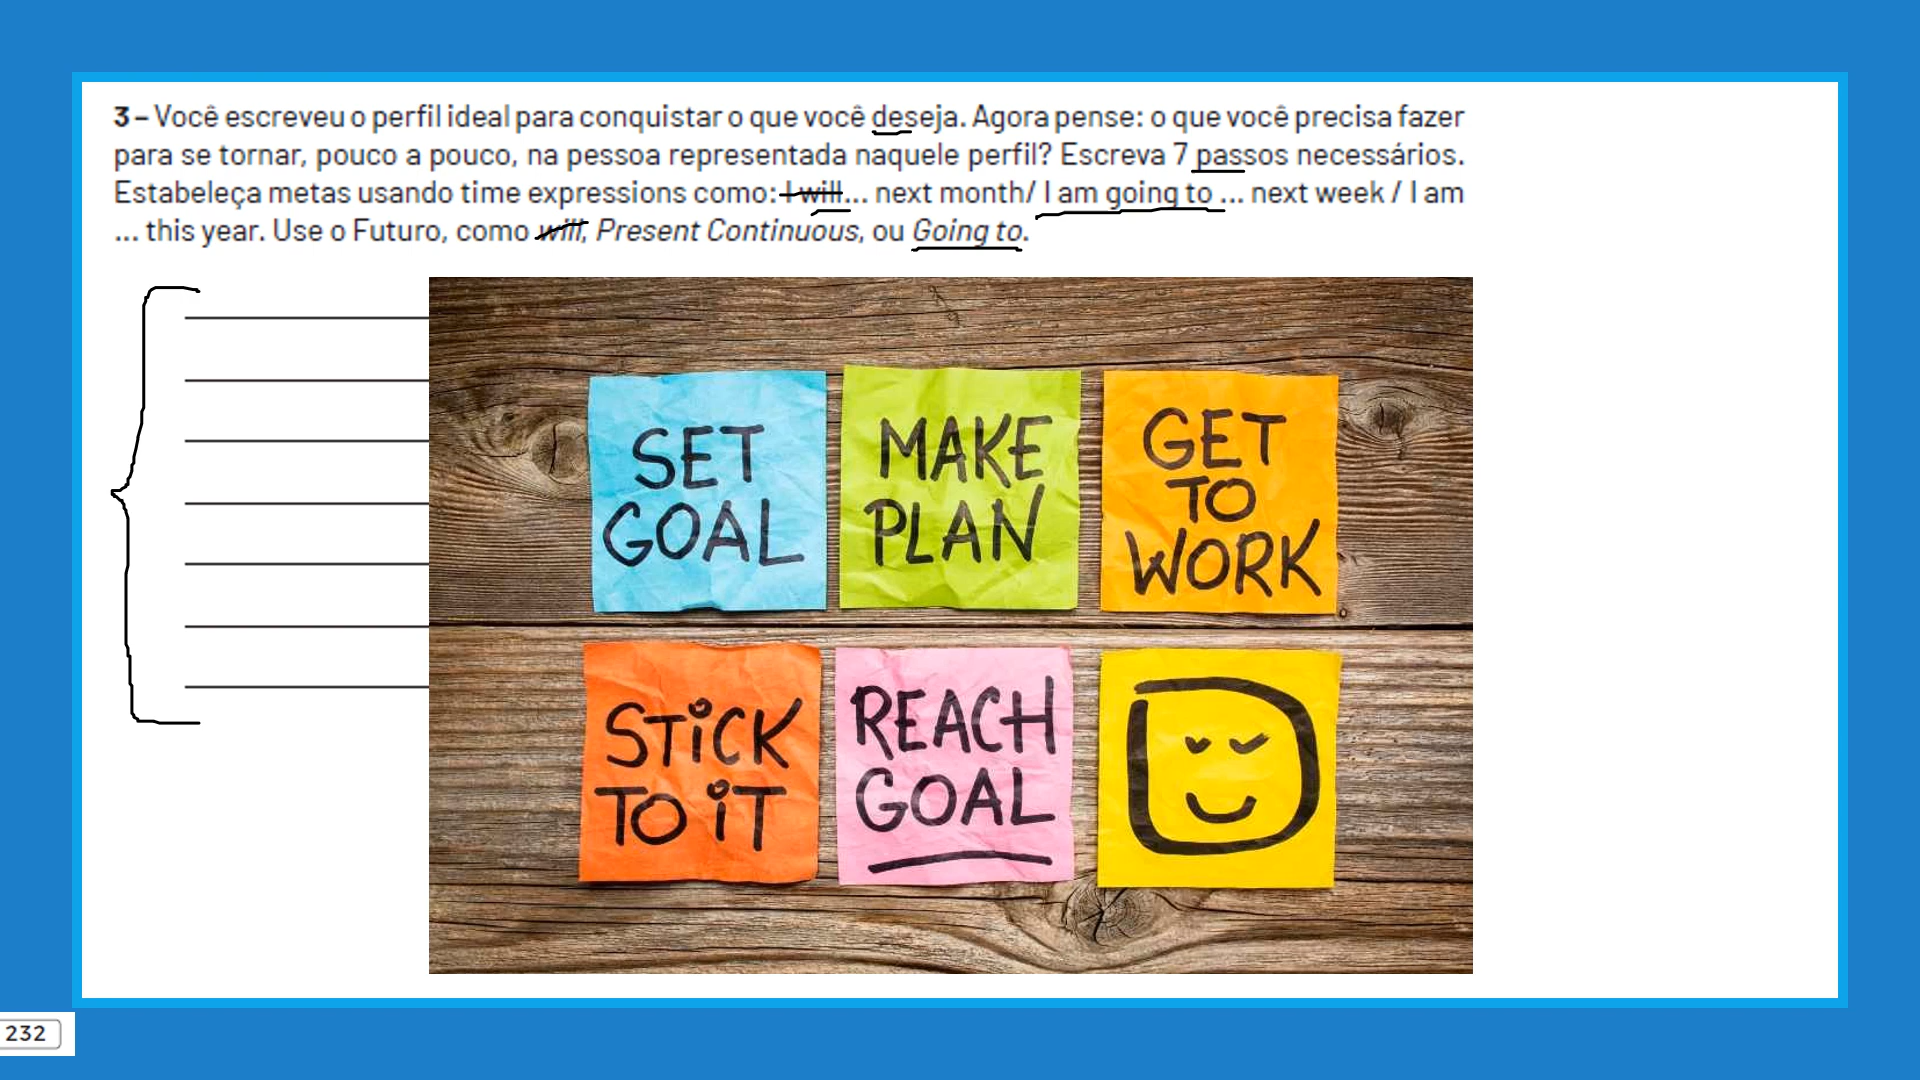 3 – Você escreveu o perfil ideal para conquistar o que você deseja. Agora pense: o que você precisa fazer
para se tornar, pouco a pouco, na pessoa representada naquele perfil? Escreva 7 passos necessários.
Estabeleça metas usando time expressions como: I will... next month/ I am going to ... next week / I am
... this year. Use o Futuro, como will, Present Continuous, ou Going to.
SET
GOAL
MAKE
PLAN
GET
TO
WORK
STICK
TO IT
REACH
GOAL
232